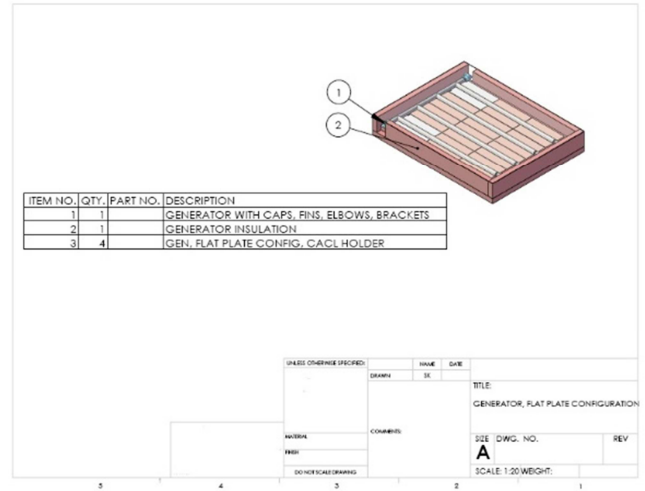 1
2
ITEM NO. QTY. PART NO. DESCRIPTION
1 1 GENERATOR WITH CAPS, FINS, ELBOWS, BRACKETS
2 1 GENERATOR INSULATION
3 4 GEN, FLAT PLATE CONFIG, CACL HOLDER
UNLESS OTHERWISE SPECIFIED: NAME DATE
DRAWN SK
TITLE:
GENERATOR, FLAT PLATE CONFIGURATION
COMMENTS:
MATERIAL
SIZE DWG. NO. REV
A
FINISH
DO NOT SCALE DRAWING
SCALE: 1:20 WEIGHT:
5 4 3 2 1